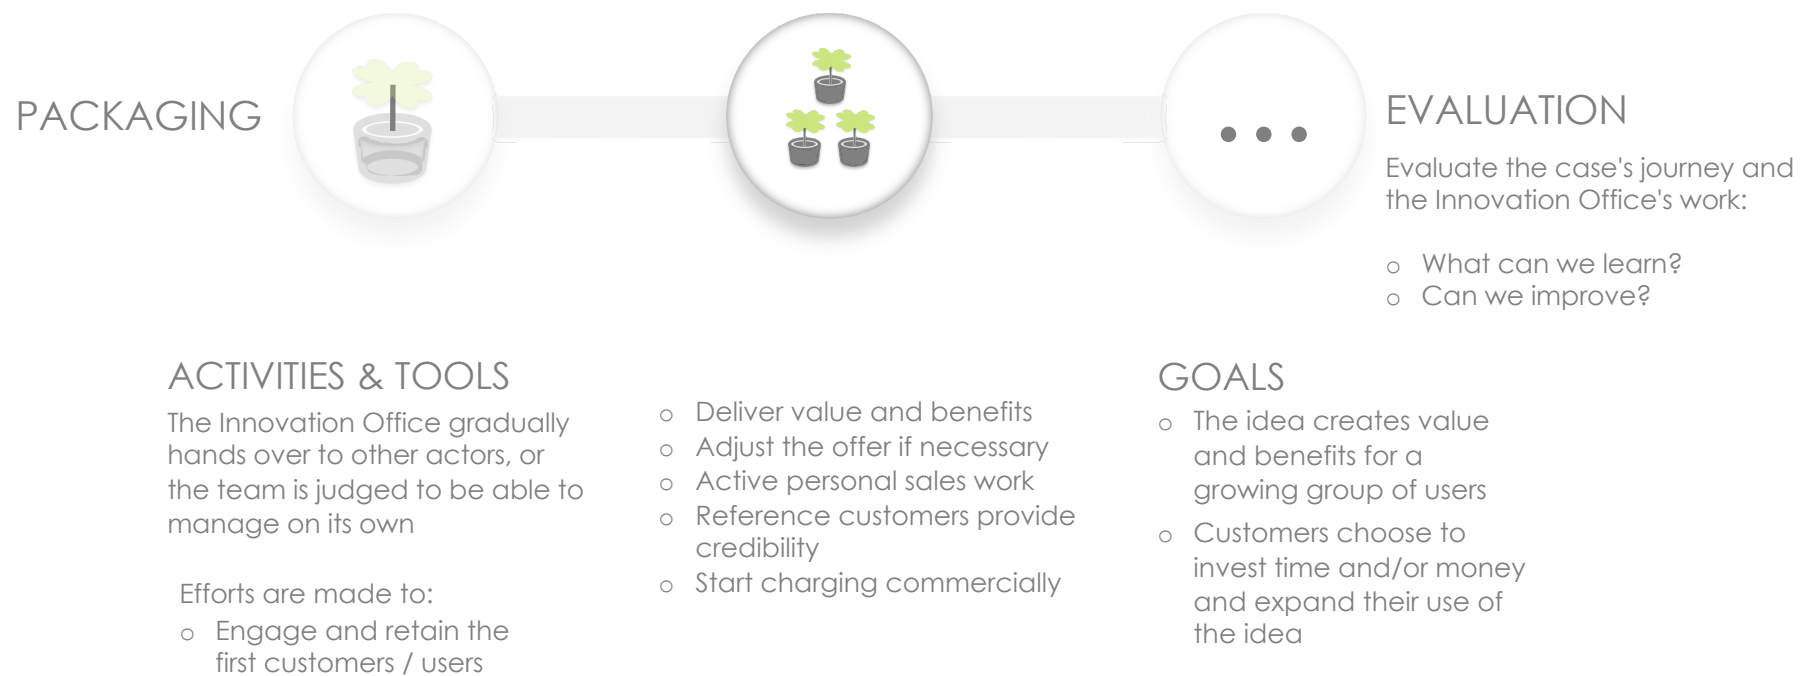 PACKAGING
EVALUATION
Evaluate the case's journey and
the Innovation Office's work:
o What can we learn?
o Can we improve?
ACTIVITIES & TOOLS
The Innovation Office gradually
hands over to other actors, or
the team is judged to be able to
manage on its own
Efforts are made to:
o Engage and retain the
first customers / users
o Deliver value and benefits
o Adjust the offer if necessary
o Active personal sales work
o Reference customers provide
credibility
o Start charging commercially
GOALS
o The idea creates value
and benefits for a
growing group of users
o Customers choose to
invest time and/or money
and expand their use of
the idea